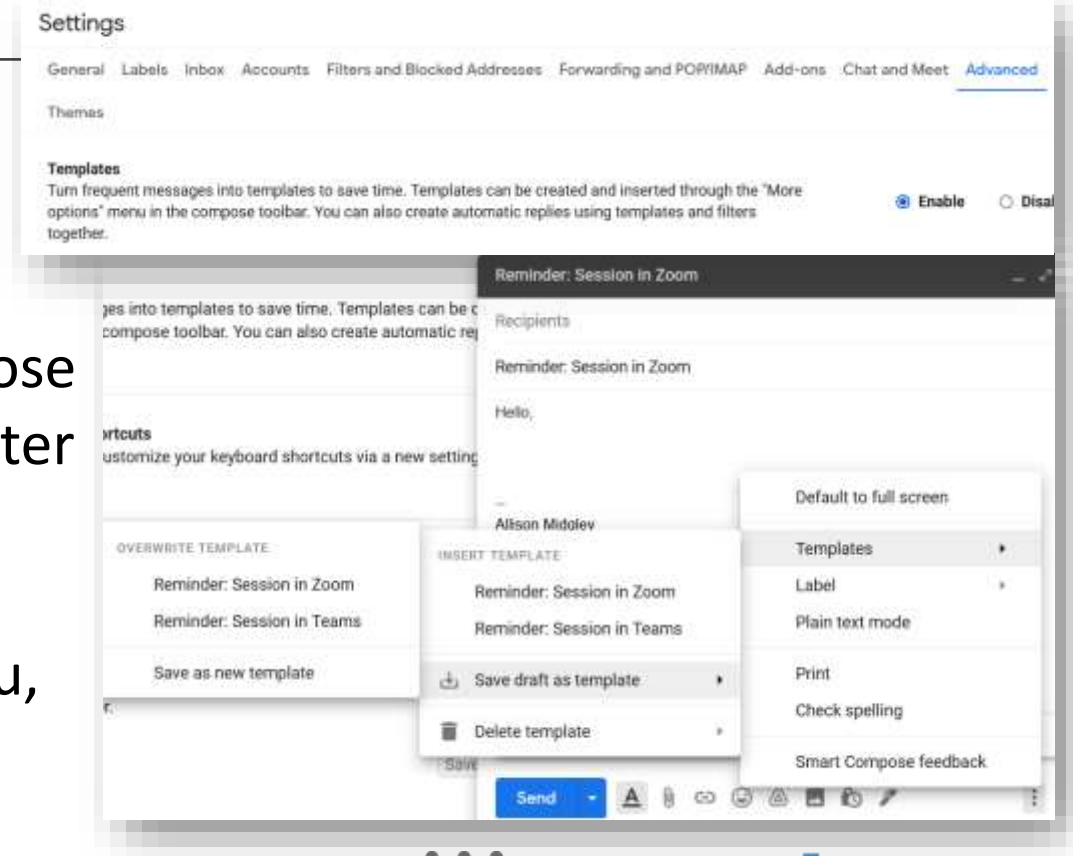 Settings
General Labels Inbox Accounts Filters and Blocked Addresses Forwarding and POP/IMAP Add-ons Chat and Meet Advanced
Themes
Templates
Turn frequent messages into templates to save time. Templates can be created and inserted through the "More
options" menu in the compose toolbar. You can also create automatic replies using templates and filters
together.
Enable Disa
ose
ter
u,
ges into templates to save time. Templates can be c
compose toolbar. You can also create automatic rep
ortcuts
ustomize your keyboard shortcuts via a new setting
r.
Save
Reminder: Session in Zoom
Recipients
Reminder: Session in Zoom
Hello,
--
Allison Midgley
OVERWRITE TEMPLATE
Reminder: Session in Zoom
Reminder: Session in Teams
Save as new template
INSERT TEMPLATE
Reminder: Session in Zoom
Reminder: Session in Teams
Save draft as template
Delete template
Default to full screen
Templates
Label
Plain text mode
Print
Check spelling
Smart Compose feedback
Send